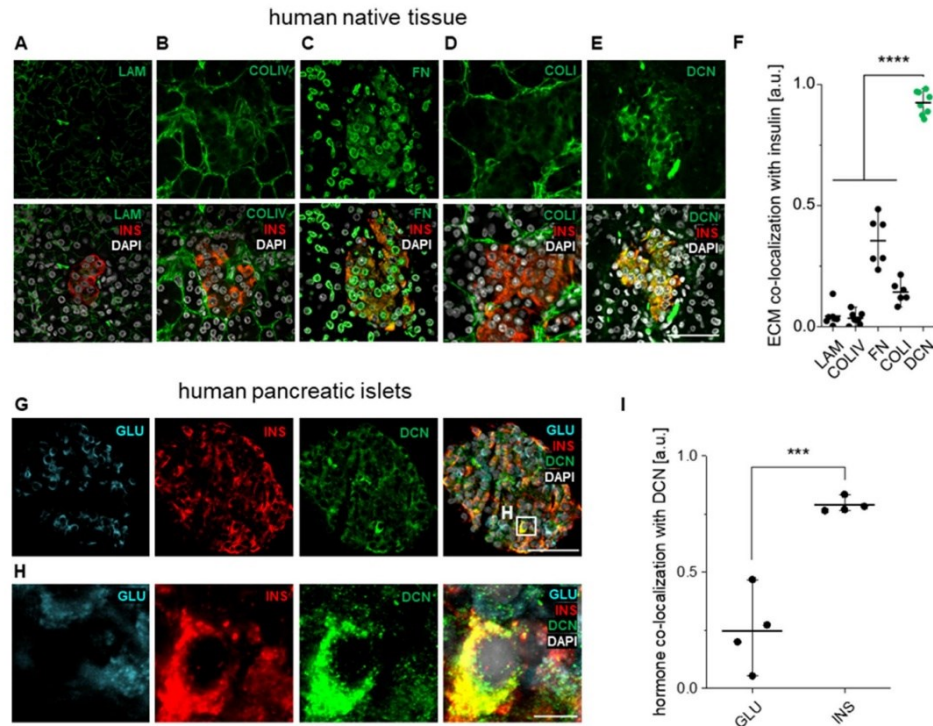 human native tissue
A
B
C
D
E
F
LAM
COLIV
FN
COLI
DCN
LAM
INS
DAPI
COLIV
INS
DAPI
FN
INS
DAPI
COLI
INS
DAPI
DCN
INS
DAPI
ECM co-localization with insulin [a.u.]
****
1.0
0.5
0.0
LAM
COLIV
FN
COLI
DCN
human pancreatic islets
G
GLU
INS
DCN
GLU
INS
DCN
DAPI
H
H
GLU
INS
DCN
GLU
INS
DCN
DAPI
I
hormone co-localization with DCN [a.u.]
***
1.0
0.5
0.0
GLU
INS